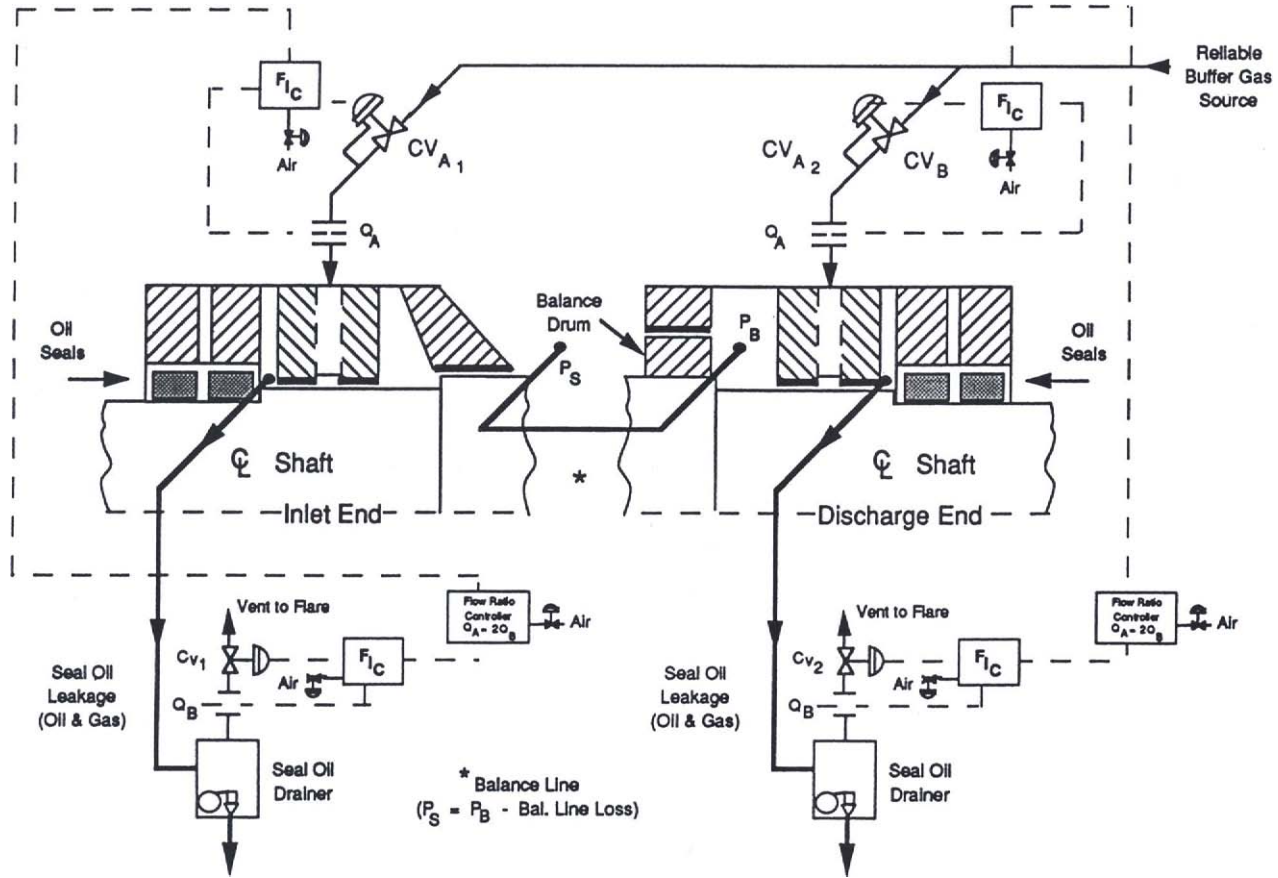 Reliable
Buffer Gas
Source
FIC
Air
CVA1
QA
FIC
Air
CVA2
CVB
QA
Oil
Seals
Balance
Drum
PS
PB
Oil
Seals
℄ Shaft
Inlet End
*
℄ Shaft
Discharge End
Vent to Flare
Flow Ratio
Controller
QA = 2QB
Air
Cv1
FIC
Air
QB
Seal Oil
Leakage
(Oil & Gas)
Seal Oil
Drainer
Vent to Flare
Flow Ratio
Controller
QA = 2QB
Air
Cv2
FIC
Air
QB
Seal Oil
Leakage
(Oil & Gas)
Seal Oil
Drainer
* Balance Line
(PS = PB - Bal. Line Loss)